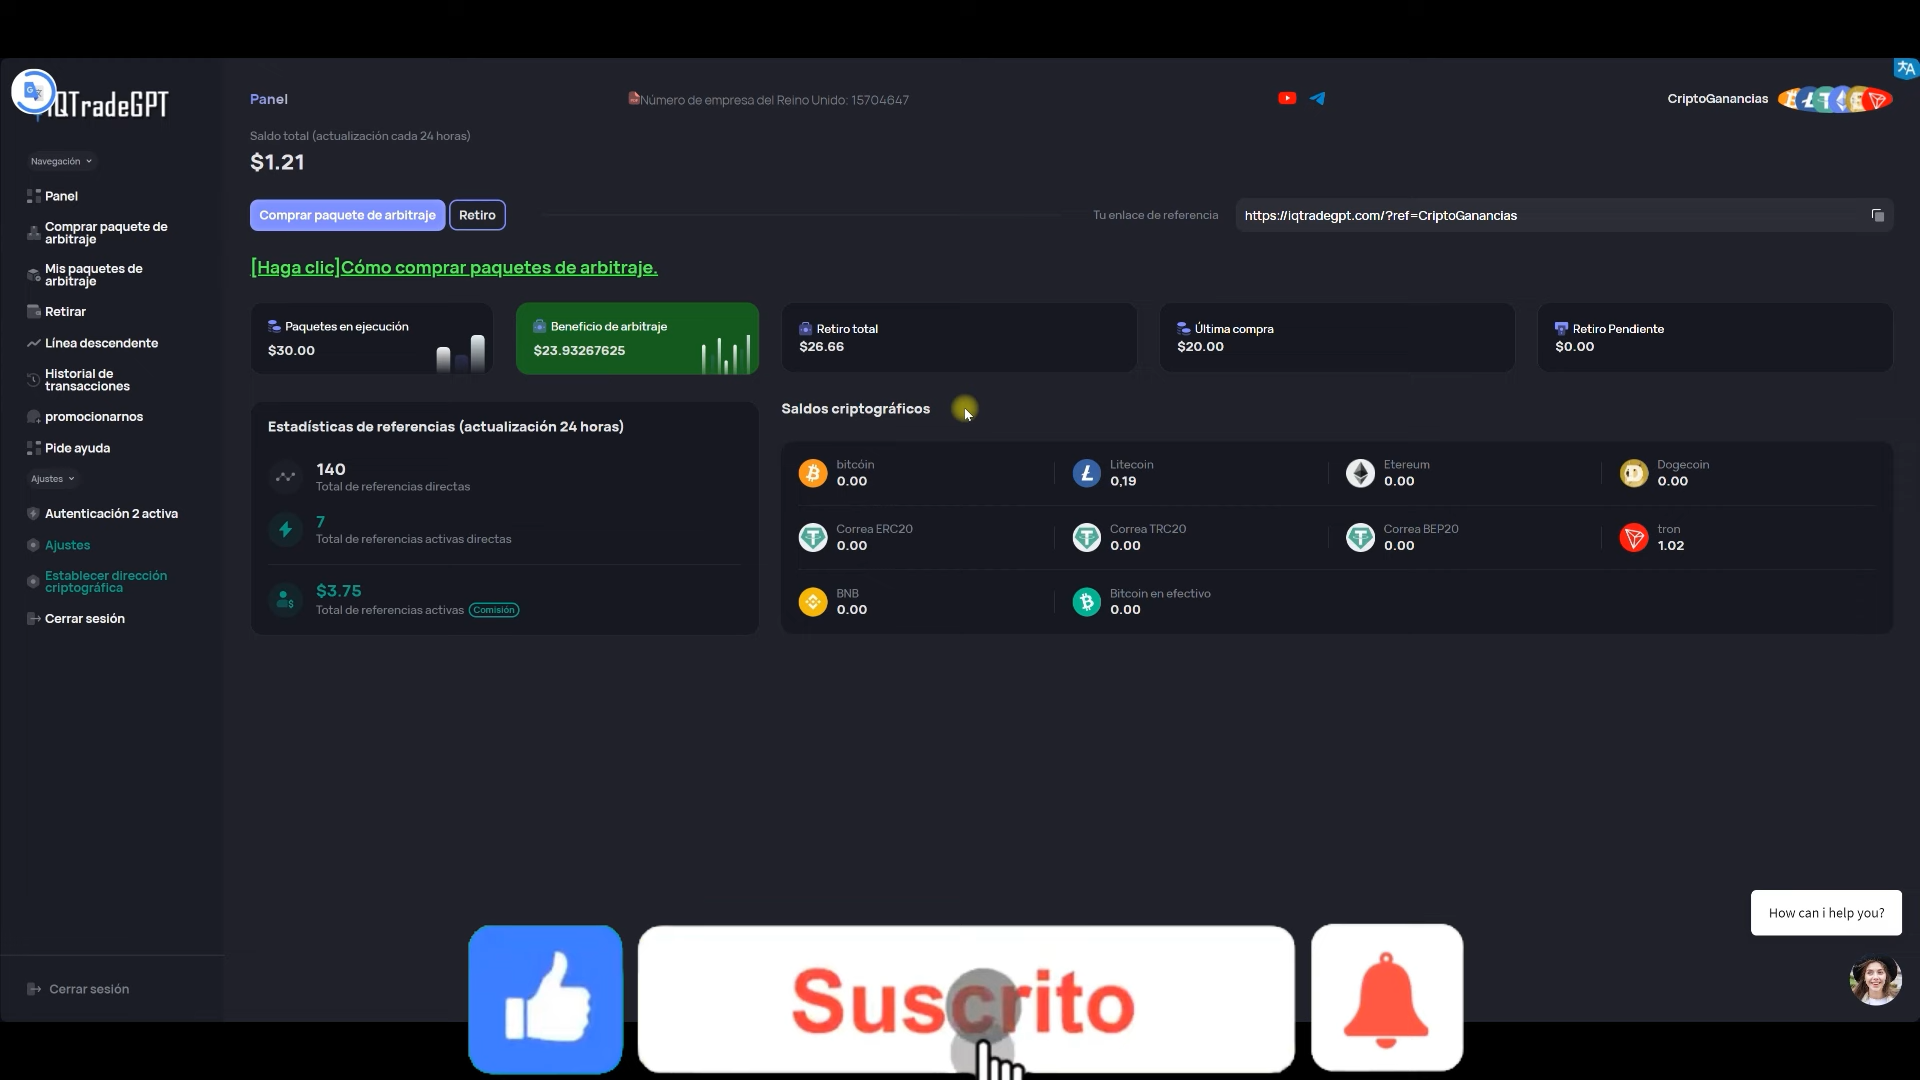 IQTradeGPT
Panel
Número de empresa del Reino Unido: 15704647
CriptoGanancias
Saldo total (actualización cada 24 horas)
$1.21
Navegación
Panel
Comprar paquete de
arbitraje
Mis paquetes de
arbitraje
Retirar
Línea descendente
Historial de
transacciones
promocionarnos
Pide ayuda
Ajustes
Autenticación 2 activa
Ajustes
Establecer dirección
criptográfica
Cerrar sesión
Cerrar sesión
Comprar paquete de arbitraje
Retiro
Tu enlace de referencia
https://iqtradegpt.com/?ref=CriptoGanancias
[Haga clic]Cómo comprar paquetes de arbitraje.
Paquetes en ejecución
$30.00
Beneficio de arbitraje
$23.93267625
Retiro total
$26.66
Última compra
$20.00
Retiro Pendiente
$0.00
Estadísticas de referencias (actualización 24 horas)
140
Total de referencias directas
7
Total de referencias activas directas
$3.75
Total de referencias activas Comisión
Saldos criptográficos
bitcóin
0.00
Litecoin
0,19
Etereum
0.00
Dogecoin
0.00
Correa ERC20
0.00
Correa TRC20
0.00
Correa BEP20
0.00
tron
1.02
BNB
0.00
Bitcoin en efectivo
0.00
How can i help you?
Suscrito